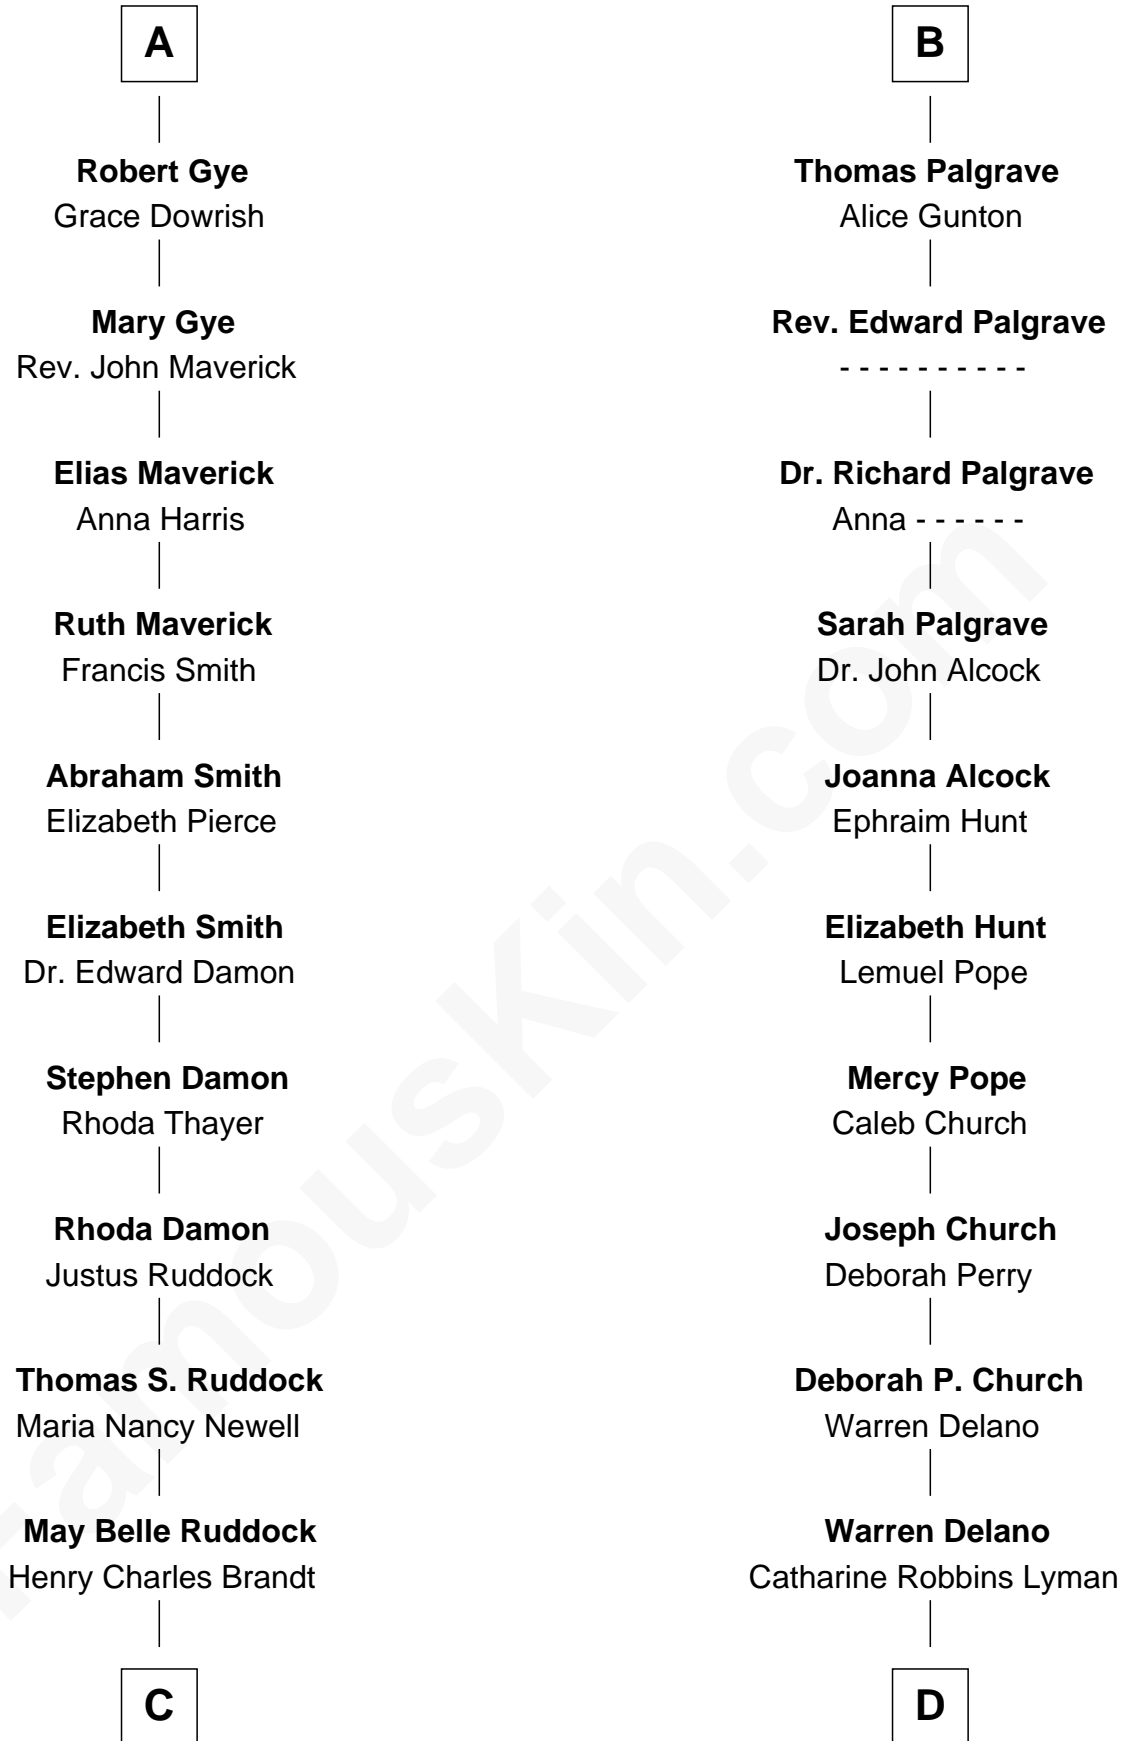 A
Robert Gye
Grace Dowrish
Mary Gye
Rev. John Maverick
Elias Maverick
Anna Harris
Ruth Maverick
Francis Smith
Abraham Smith
Elizabeth Pierce
Elizabeth Smith
Dr. Edward Damon
Stephen Damon
Rhoda Thayer
Rhoda Damon
Justus Ruddock
Thomas S. Ruddock
Maria Nancy Newell
May Belle Ruddock
Henry Charles Brandt
C
B
Thomas Palgrave
Alice Gunton
Rev. Edward Palgrave
- - - - - - - - - -
Dr. Richard Palgrave
Anna - - - - - -
Sarah Palgrave
Dr. John Alcock
Joanna Alcock
Ephraim Hunt
Elizabeth Hunt
Lemuel Pope
Mercy Pope
Caleb Church
Joseph Church
Deborah Perry
Deborah P. Church
Warren Delano
Warren Delano
Catharine Robbins Lyman
D
FamousKin.com